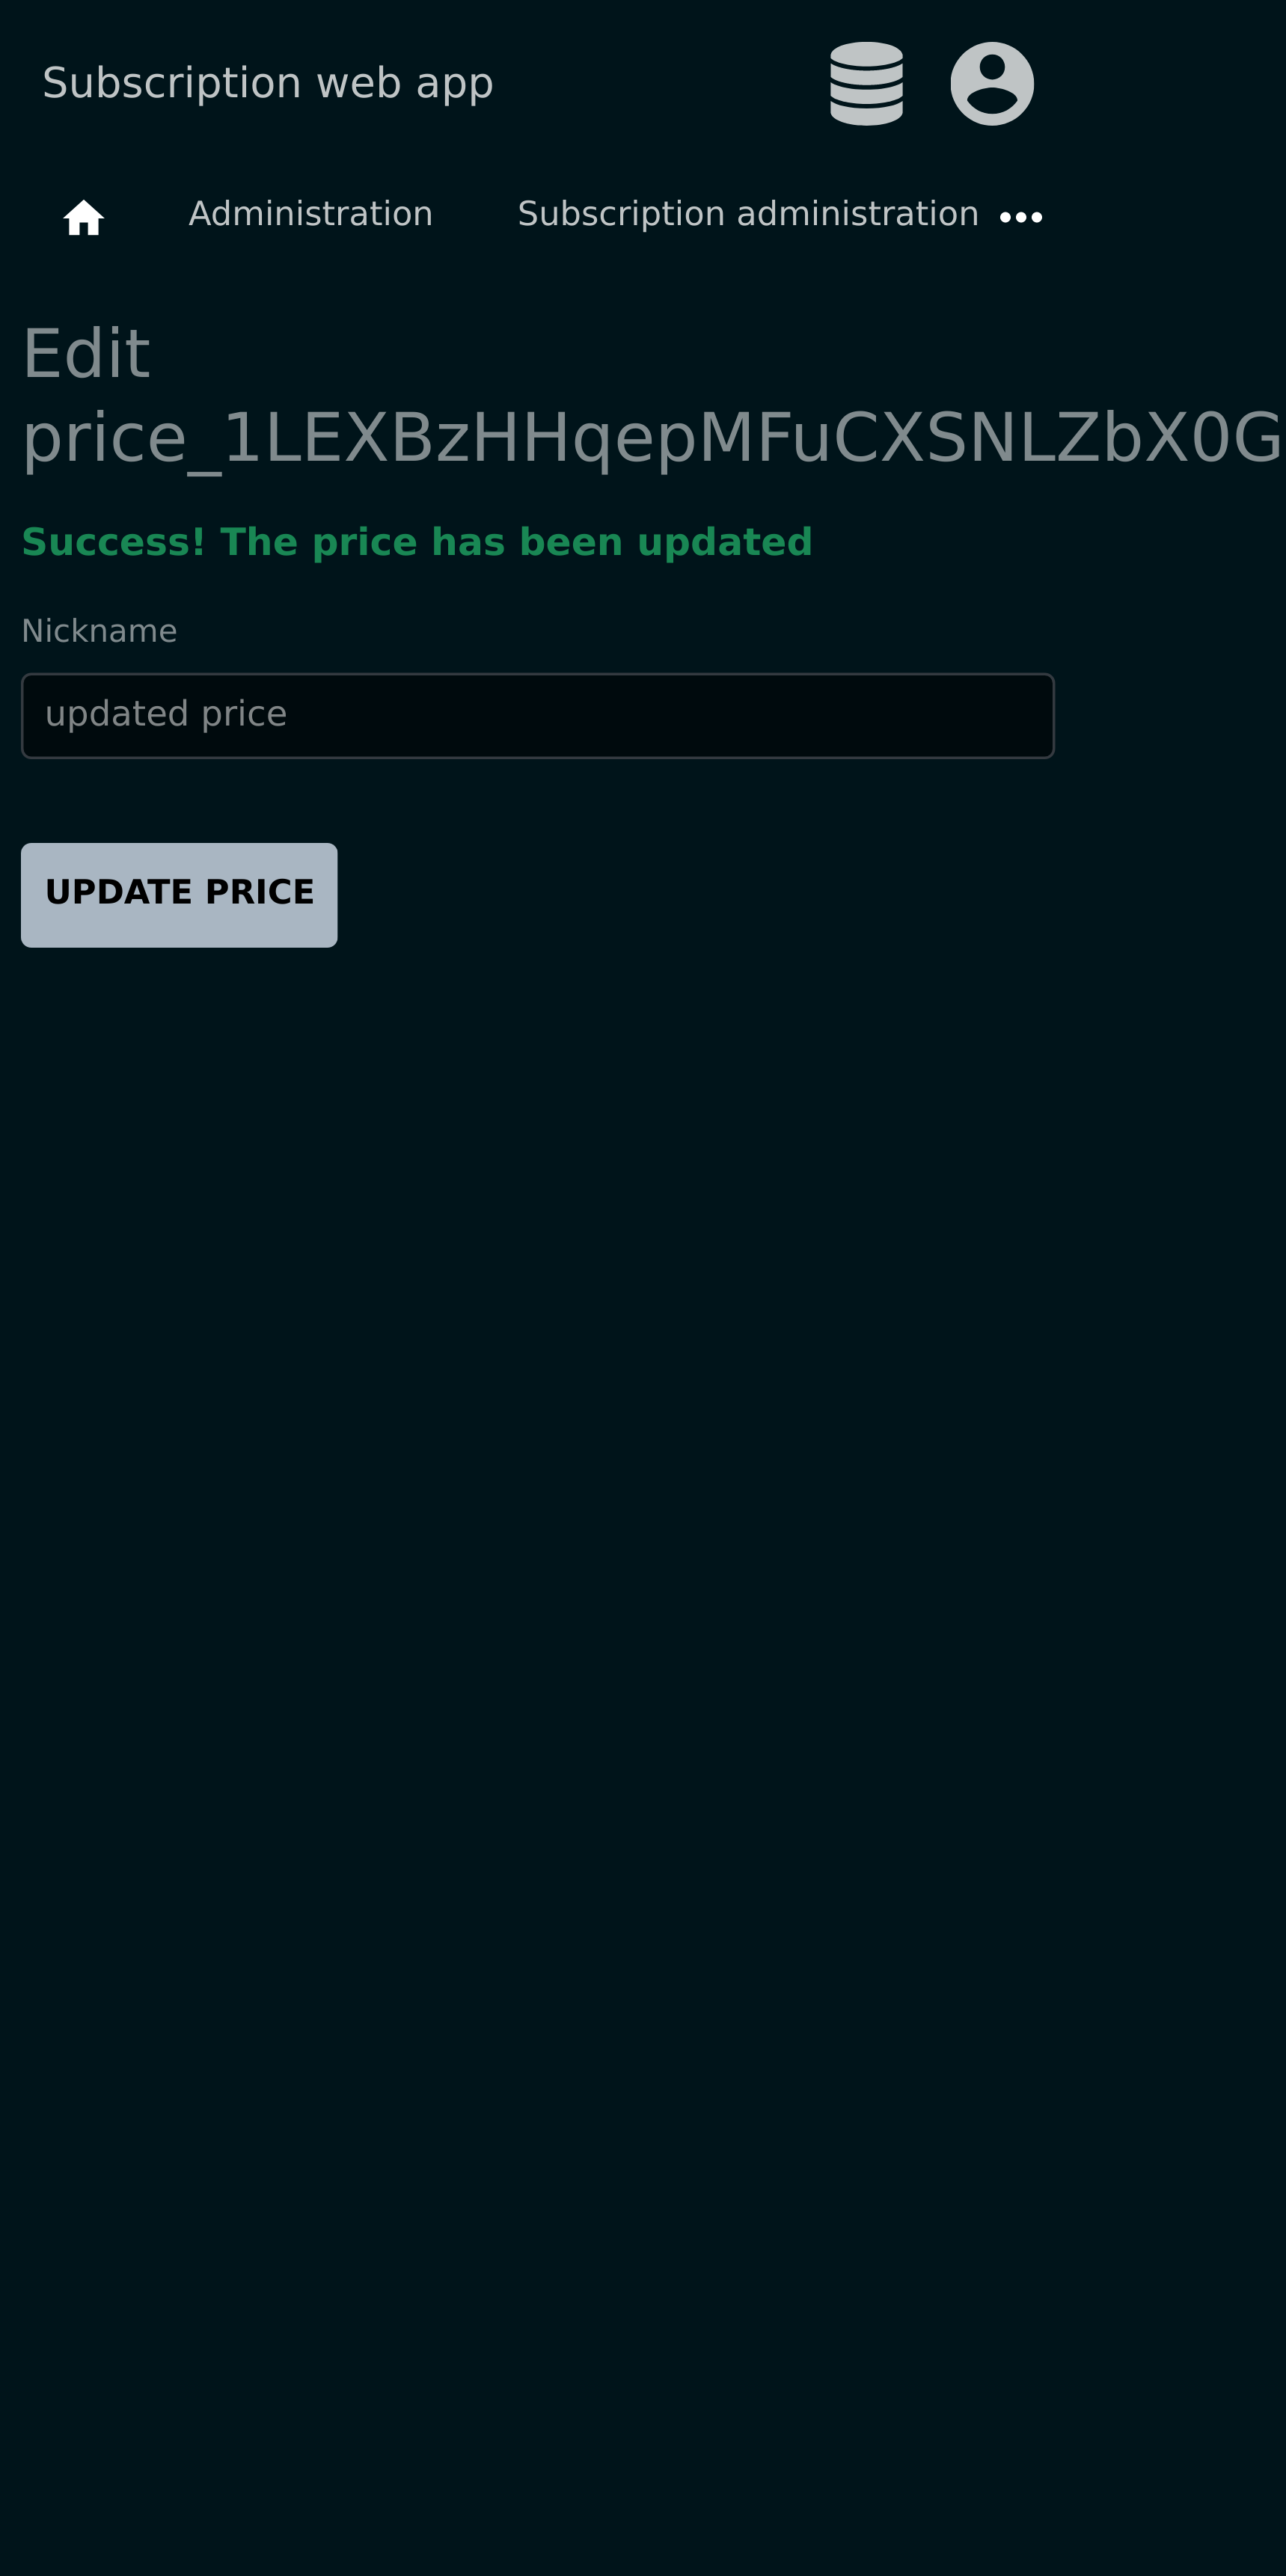 Subscription web app
Administration
Subscription administration
Edit
price_1LEXBzHHqepMFuCXSNLZbX0G
Success! The price has been updated
Nickname
updated price
UPDATE PRICE